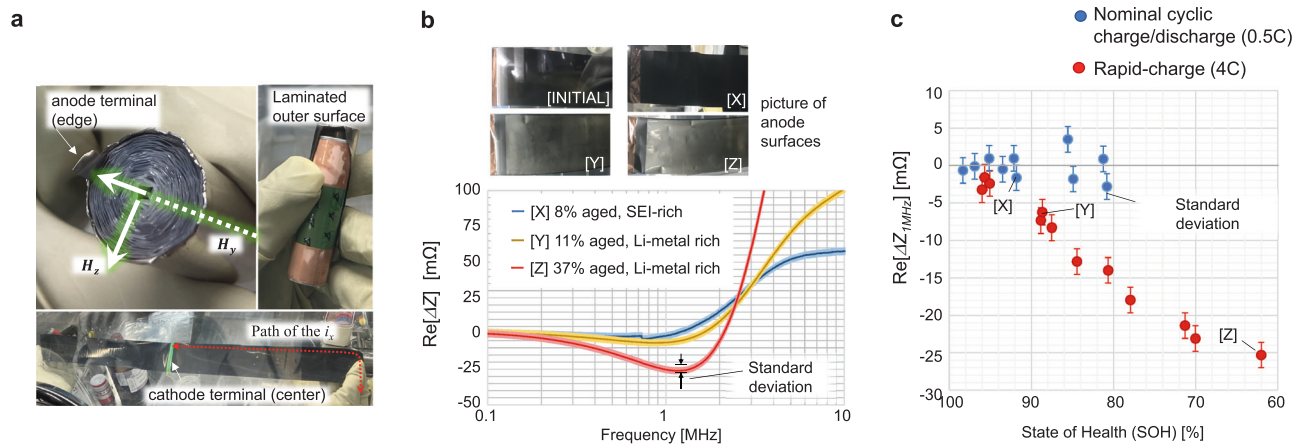 a
anode terminal
(edge)
Laminated
outer surface
H_y
H_z
Path of the i_x
cathode terminal (center)
b
[INITIAL]
[X]
[Y]
[Z]
picture of
anode
surfaces
Re[ΔZ] [mΩ]
100
75
50
25
0
-25
-50
[X] 8% aged, SEI-rich
[Y] 11% aged, Li-metal rich
[Z] 37% aged, Li-metal rich
Standard
deviation
0.1
1
10
Frequency [MHz]
c
Nominal cyclic
charge/discharge (0.5C)
Rapid-charge (4C)
Re[ΔZ1MHz] [mΩ]
10
5
0
-5
-10
-15
-20
-25
-30
[X]
[Y]
Standard
deviation
[Z]
100
90
80
70
60
State of Health (SOH) [%]